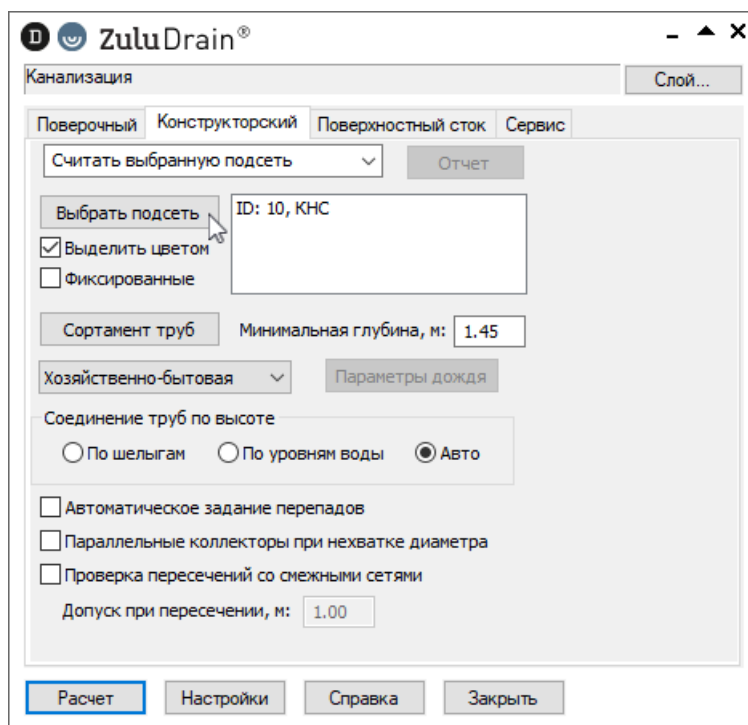 D ZuluDrain®
Канализация
Слой...
Поверочный Конструкторский Поверхностный сток Сервис
Считать выбранную подсеть
Отчет
Выбрать подсеть
ID: 10, КНС
Выделить цветом
Фиксированные
Сортамент труб Минимальная глубина, м: 1.45
Хозяйственно-бытовая Параметры дождя
Соединение труб по высоте
По шелыгам По уровням воды Авто
Автоматическое задание перепадов
Параллельные коллекторы при нехватке диаметра
Проверка пересечений со смежными сетями
Допуск при пересечении, м: 1.00
Расчет Настройки Справка Закрыть